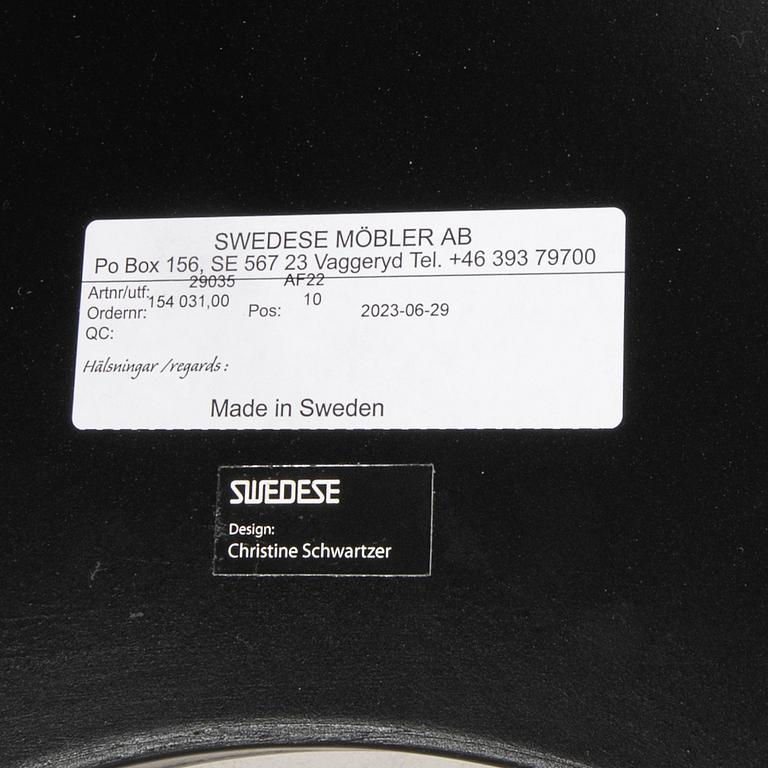 SWEDESE MÖBLER AB
Po Box 156, SE 567 23 Vaggeryd Tel. +46 393 79700
Artnr/utf: 29035 AF22
Ordernr: 154 031,00 Pos: 10 2023-06-29
QC:
Hälsningar /regards :
Made in Sweden
SWEDESE
Design:
Christine Schwartzer